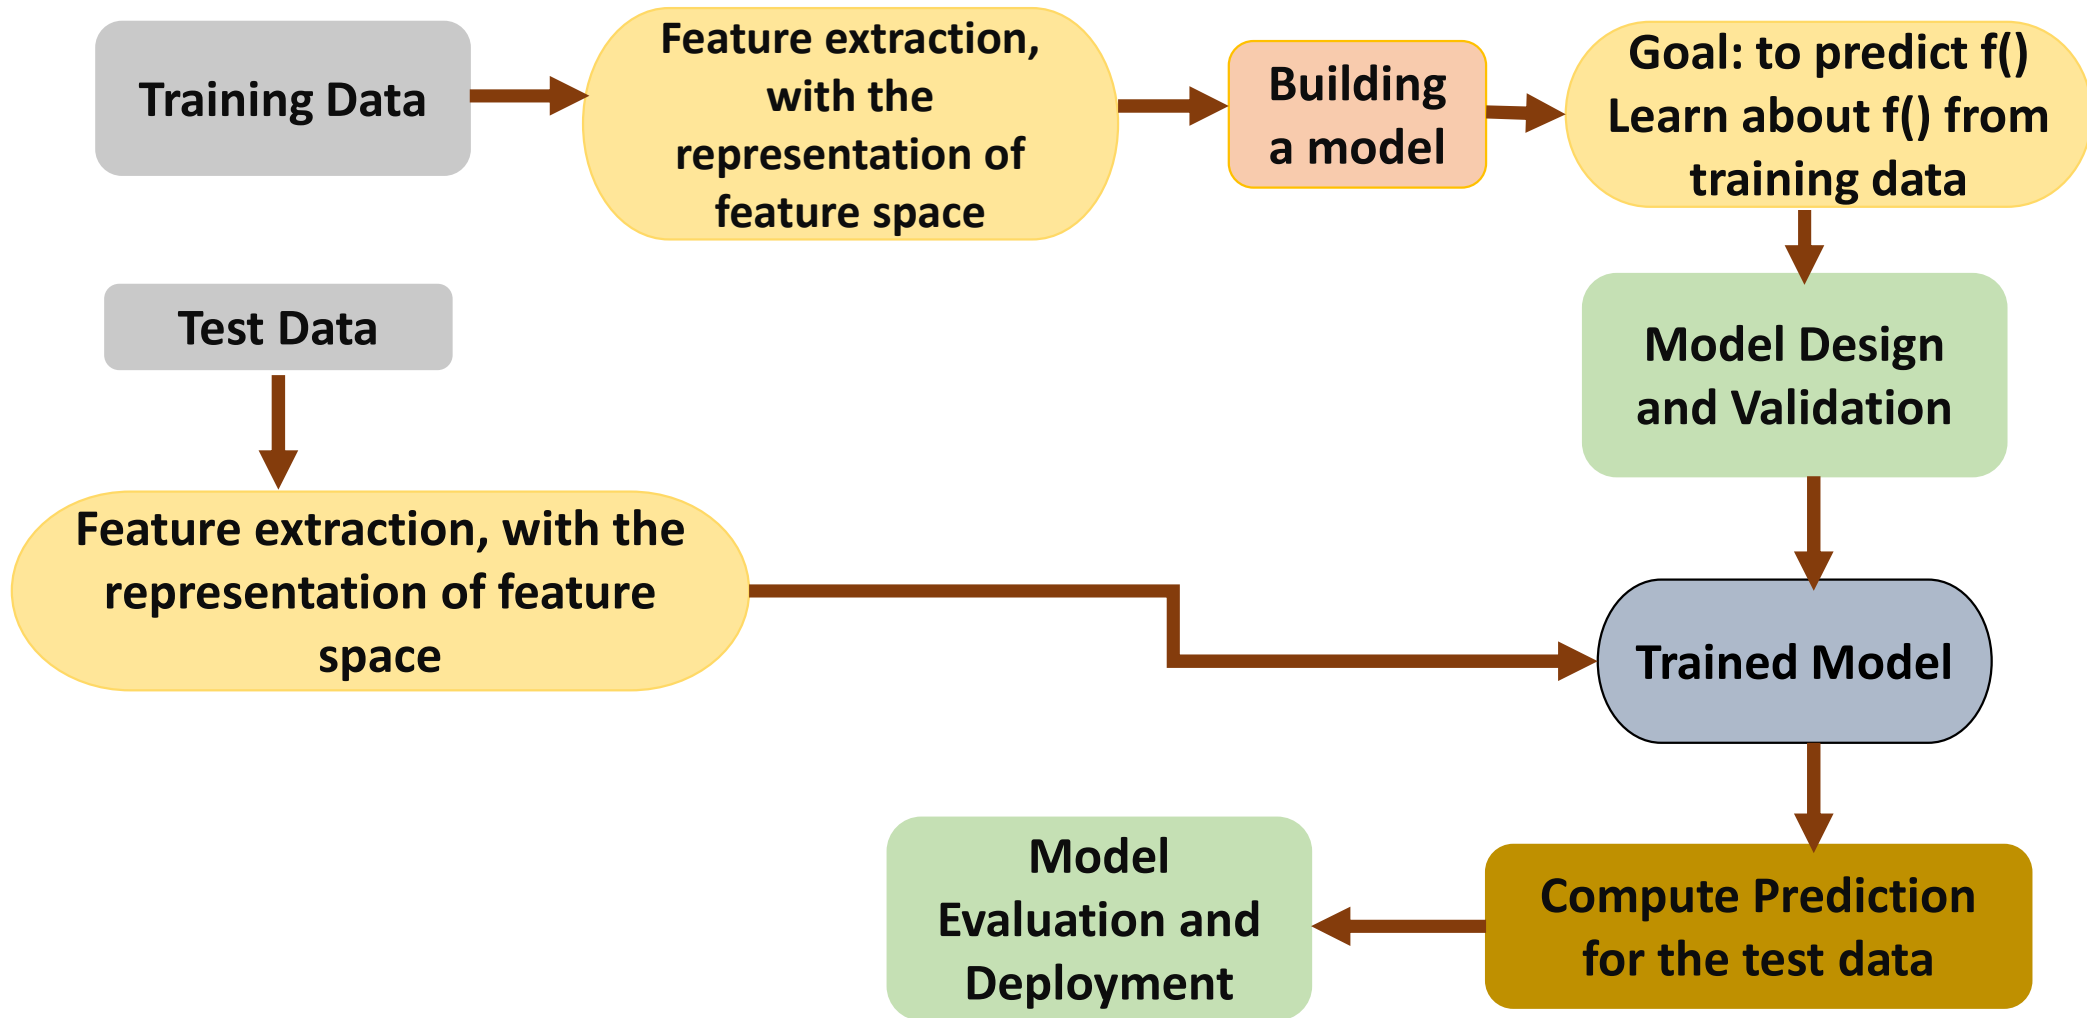 Training Data
Feature extraction,
with the
representation of
feature space
Building
a model
Goal: to predict f()
Learn about f() from
training data
Test Data
Model Design
and Validation
Feature extraction, with the
representation of feature
space
Trained Model
Model
Evaluation and
Deployment
Compute Prediction
for the test data